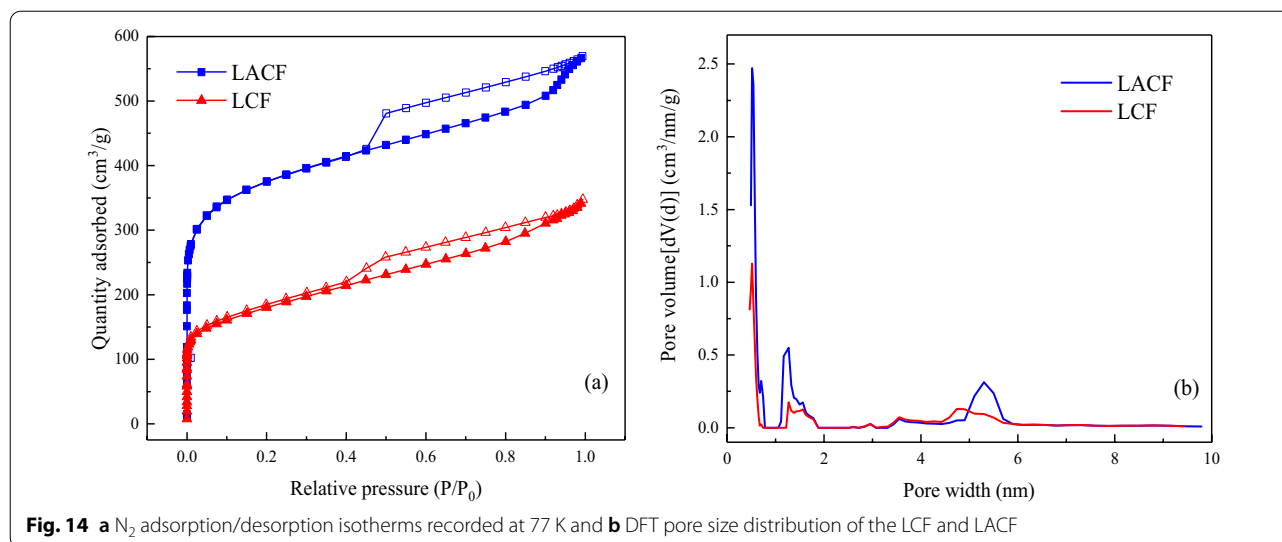 600
500
400
300
200
100
0
Quantity adsorbed (cm³/g)
LACF
LCF
(a)
0.0 0.2 0.4 0.6 0.8 1.0
Relative pressure (P/P₀)
2.5
2.0
1.5
1.0
0.5
0.0
Pore volume[dV(d)] (cm³/nm/g)
LACF
LCF
(b)
0 2 4 6 8 10
Pore width (nm)
Fig. 14 a N₂ adsorption/desorption isotherms recorded at 77 K and b DFT pore size distribution of the LCF and LACF